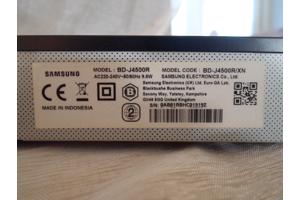 SAMSUNG
MODEL : BD-J4500R
MODEL CODE : BD-J4500R/XN
AC220-240V~50/60Hz 9.6W
SAMSUNG ELECTRONICS Co., Ltd.
MADE IN INDONESIA
Samsung Electronics (UK) Ltd, Euro QA Lab
Blackbushe Business Park
Saxony Way, Yateley, Hampshire
GU46 6GG United Kingdom
B
2
S/N: